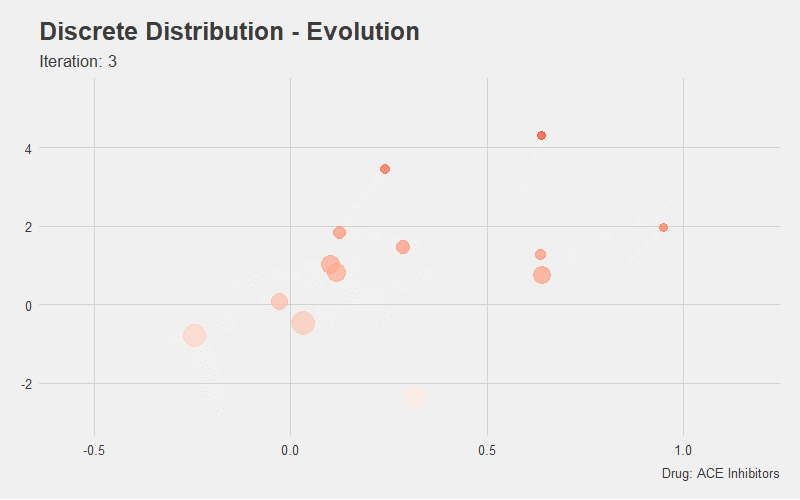 Discrete Distribution - Evolution
Iteration: 3
4
2
0
-2
-0.5 0.0 0.5 1.0
Drug: ACE Inhibitors